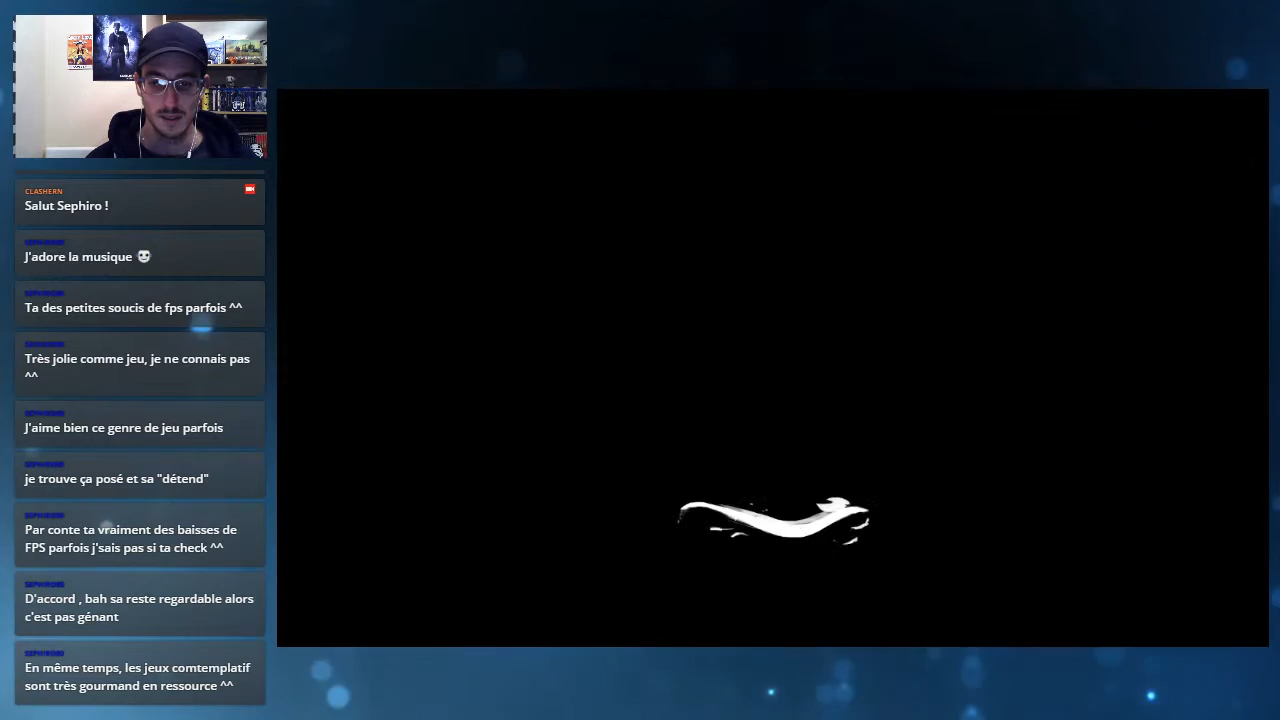 CLASHERN
Salut Sephiro !
J'adore la musique
Ta des petites soucis de fps parfois ^^
Très jolie comme jeu, je ne connais pas
^^
J'aime bien ce genre de jeu parfois
je trouve ça posé et sa "détend"
Par conte ta vraiment des baisses de
FPS parfois j'sais pas si ta check ^^
D'accord , bah sa reste regardable alors
c'est pas génant
En même temps, les jeux comtemplatif
sont très gourmand en ressource ^^